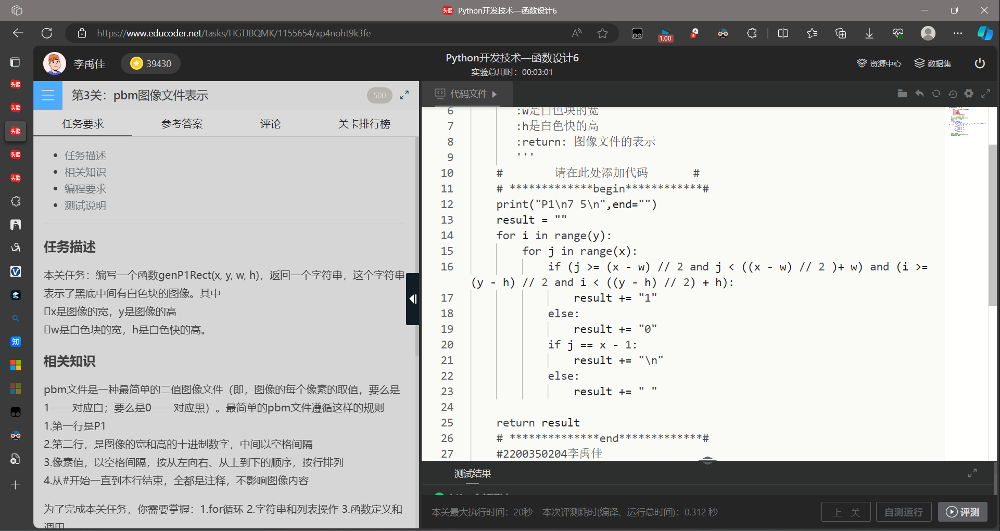 Python开发技术—函数设计6
https://www.educoder.net/tasks/HGTJBQMK/1155654/xp4noht9k3fe
1.00
李禹佳
39430
Python开发技术—函数设计6
实验总用时：00:03:01
资源中心
数据集
头歌
头歌
头歌
头歌
头歌
知
第3关：pbm图像文件表示
500
任务要求
参考答案
评论
关卡排行榜
任务描述
相关知识
编程要求
测试说明
任务描述
本关任务：编写一个函数genP1Rect(x, y, w, h)，返回一个字符串，这个字符串
表示了黑底中间有白色块的图像。其中
x是图像的宽，y是图像的高
w是白色块的宽，h是白色快的高。
相关知识
pbm文件是一种最简单的二值图像文件（即，图像的每个像素的取值，要么是
1——对应白；要么是0——对应黑）。最简单的pbm文件遵循这样的规则
1.第一行是P1
2.第二行，是图像的宽和高的十进制数字，中间以空格间隔
3.像素值，以空格间隔，按从左向右、从上到下的顺序，按行排列
4.从#开始一直到本行结束，全都是注释，不影响图像内容
为了完成本关任务，你需要掌握：1.for循环 2.字符串和列表操作 3.函数定义和
调用
代码文件
6 :w是白色块的宽
7 :h是白色快的高
8 :return: 图像文件的表示
9 '''
10 # 请在此处添加代码 #
11 # *************begin************#
12 print("P1\n7 5\n",end="")
13 result = ""
14 for i in range(y):
15 for j in range(x):
16 if (j >= (x - w) // 2 and j < ((x - w) // 2 )+ w) and (i >=
(y - h) // 2 and i < ((y - h) // 2) + h):
17 result += "1"
18 else:
19 result += "0"
20 if j == x - 1:
21 result += "\n"
22 else:
23 result += " "
24
25 return result
26 # **************end*************#
27 #2200350204李禹佳
测试结果
本关最大执行时间：20秒 本次评测耗时(编译、运行总时间)：0.312 秒
上一关
自测运行
评测